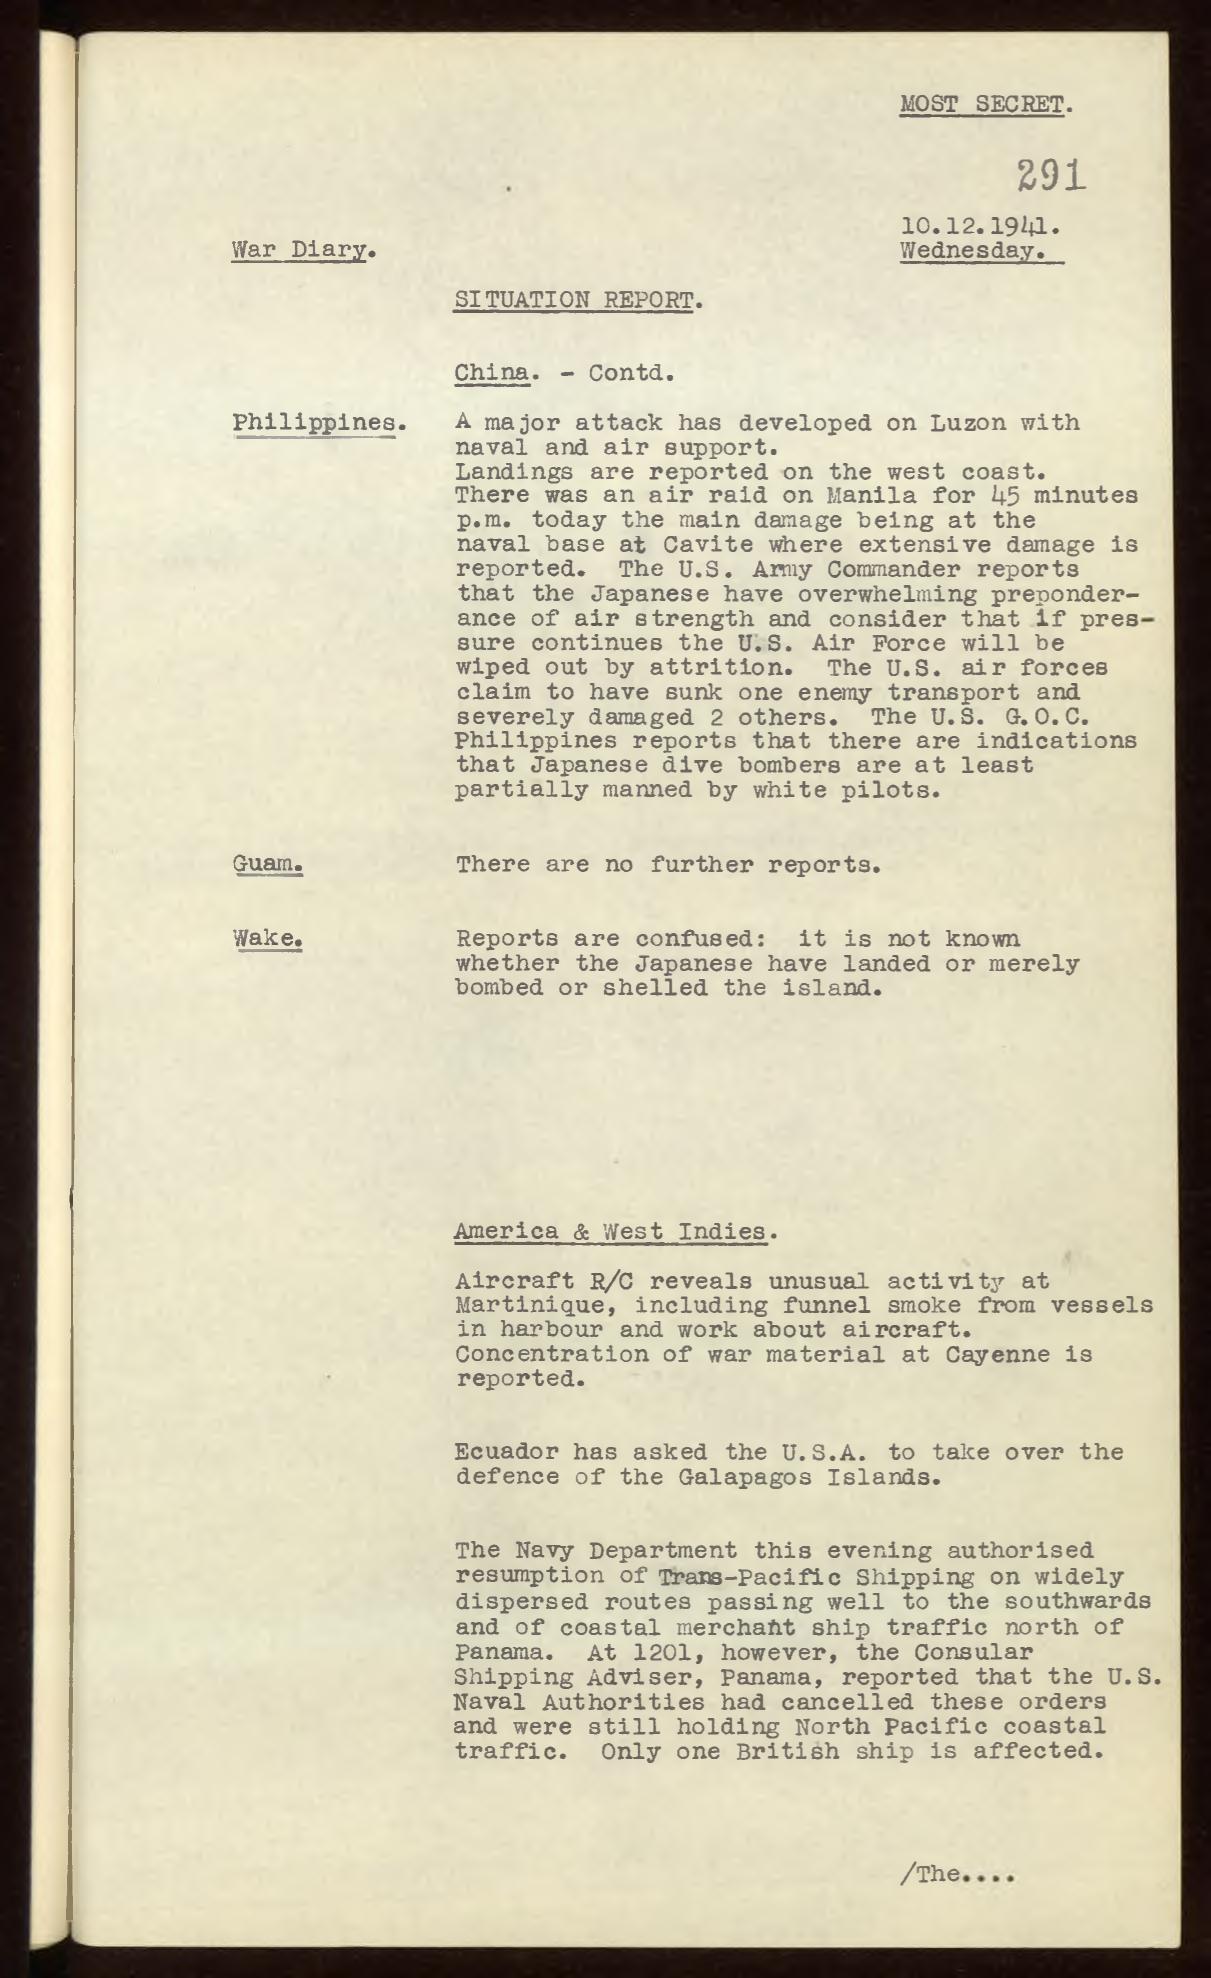 MOST SECRET.
291
10.12.1941.
War Diary.
Wednesday.
SITUATION REPORT.
China. - Contd.
Philippines.
A major attack has developed on Luzon with
naval and air support.
Landings are reported on the west coast.
There was an air raid on Manila for 45 minutes
p.m. today the main damage being at the
naval base at Cavite where extensive damage is
reported. The U.S. Army Commander reports
that the Japanese have overwhelming preponder-
ance of air strength and consider that if pres-
sure continues the U.S. Air Force will be
wiped out by attrition. The U.S. air forces
claim to have sunk one enemy transport and
severely damaged 2 others. The U.S. G.O.C.
Philippines reports that there are indications
that Japanese dive bombers are at least
partially manned by white pilots.
Guam.
There are no further reports.
Wake.
Reports are confused: it is not known
whether the Japanese have landed or merely
bombed or shelled the island.
America & West Indies.
Aircraft R/C reveals unusual activity at
Martinique, including funnel smoke from vessels
in harbour and work about aircraft.
Concentration of war material at Cayenne is
reported.
Ecuador has asked the U.S.A. to take over the
defence of the Galapagos Islands.
The Navy Department this evening authorised
resumption of Trans-Pacific Shipping on widely
dispersed routes passing well to the southwards
and of coastal merchant ship traffic north of
Panama. At 1201, however, the Consular
Shipping Adviser, Panama, reported that the U.S.
Naval Authorities had cancelled these orders
and were still holding North Pacific coastal
traffic. Only one British ship is affected.
/The....